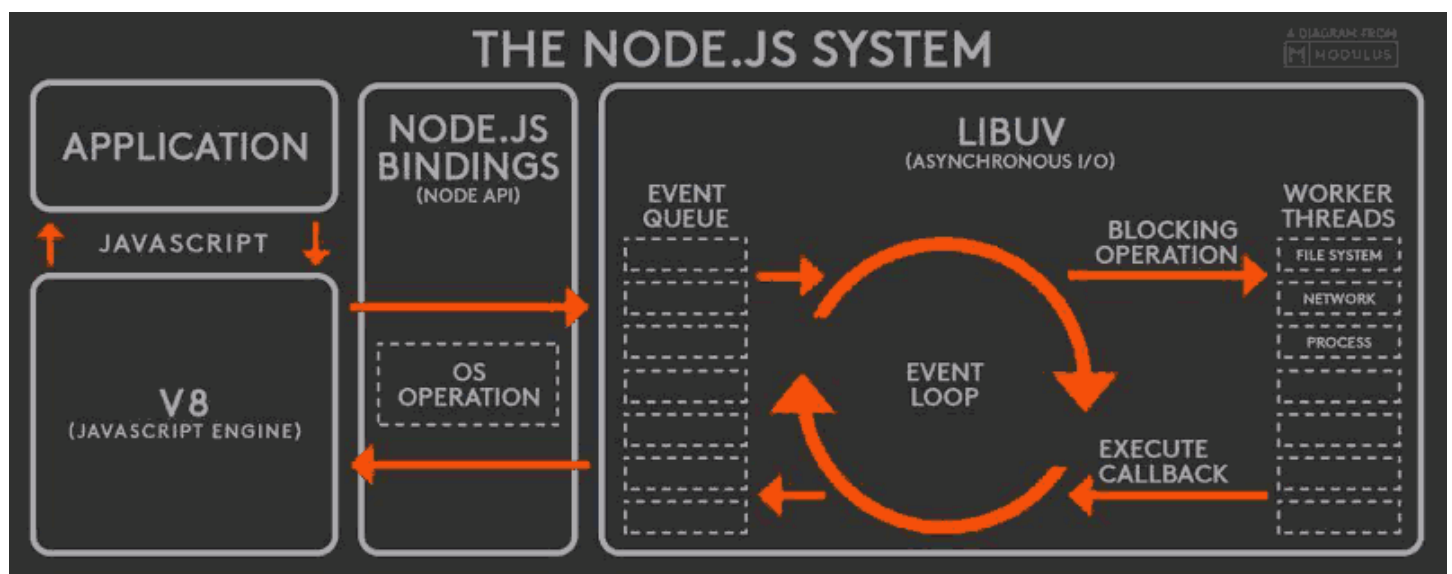 THE NODE.JS SYSTEM
A DIAGRAM FROM
MODULUS
APPLICATION
JAVASCRIPT
V8
(JAVASCRIPT ENGINE)
NODE.JS
BINDINGS
(NODE API)
OS
OPERATION
LIBUV
(ASYNCHRONOUS I/O)
EVENT
QUEUE
EVENT
LOOP
BLOCKING
OPERATION
EXECUTE
CALLBACK
WORKER
THREADS
FILE SYSTEM
NETWORK
PROCESS